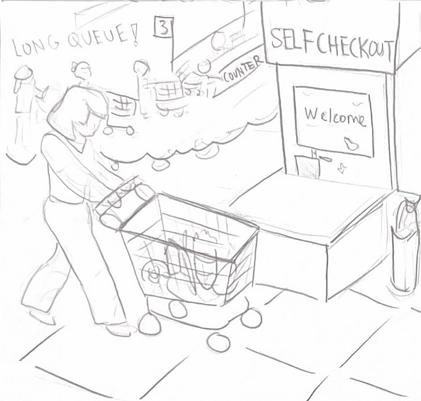 LONG QUEUE!
3
COUNTER
SELF CHECKOUT
Welcome